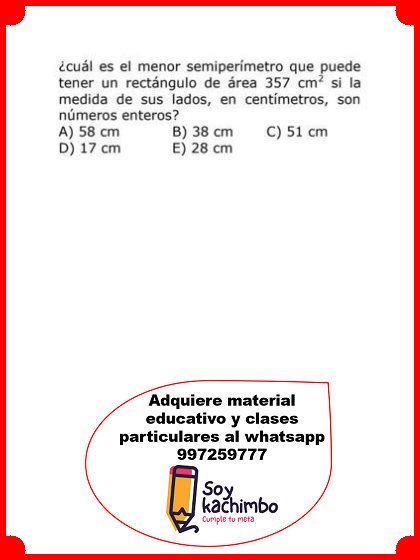 ¿cuál es el menor semiperímetro que puede
tener un rectángulo de área 357 cm² si la
medida de sus lados, en centímetros, son
números enteros?
A) 58 cm B) 38 cm C) 51 cm
D) 17 cm E) 28 cm
Adquiere material
educativo y clases
particulares al whatsapp
997259777
Soy
kachimbo
Cumple tu meta